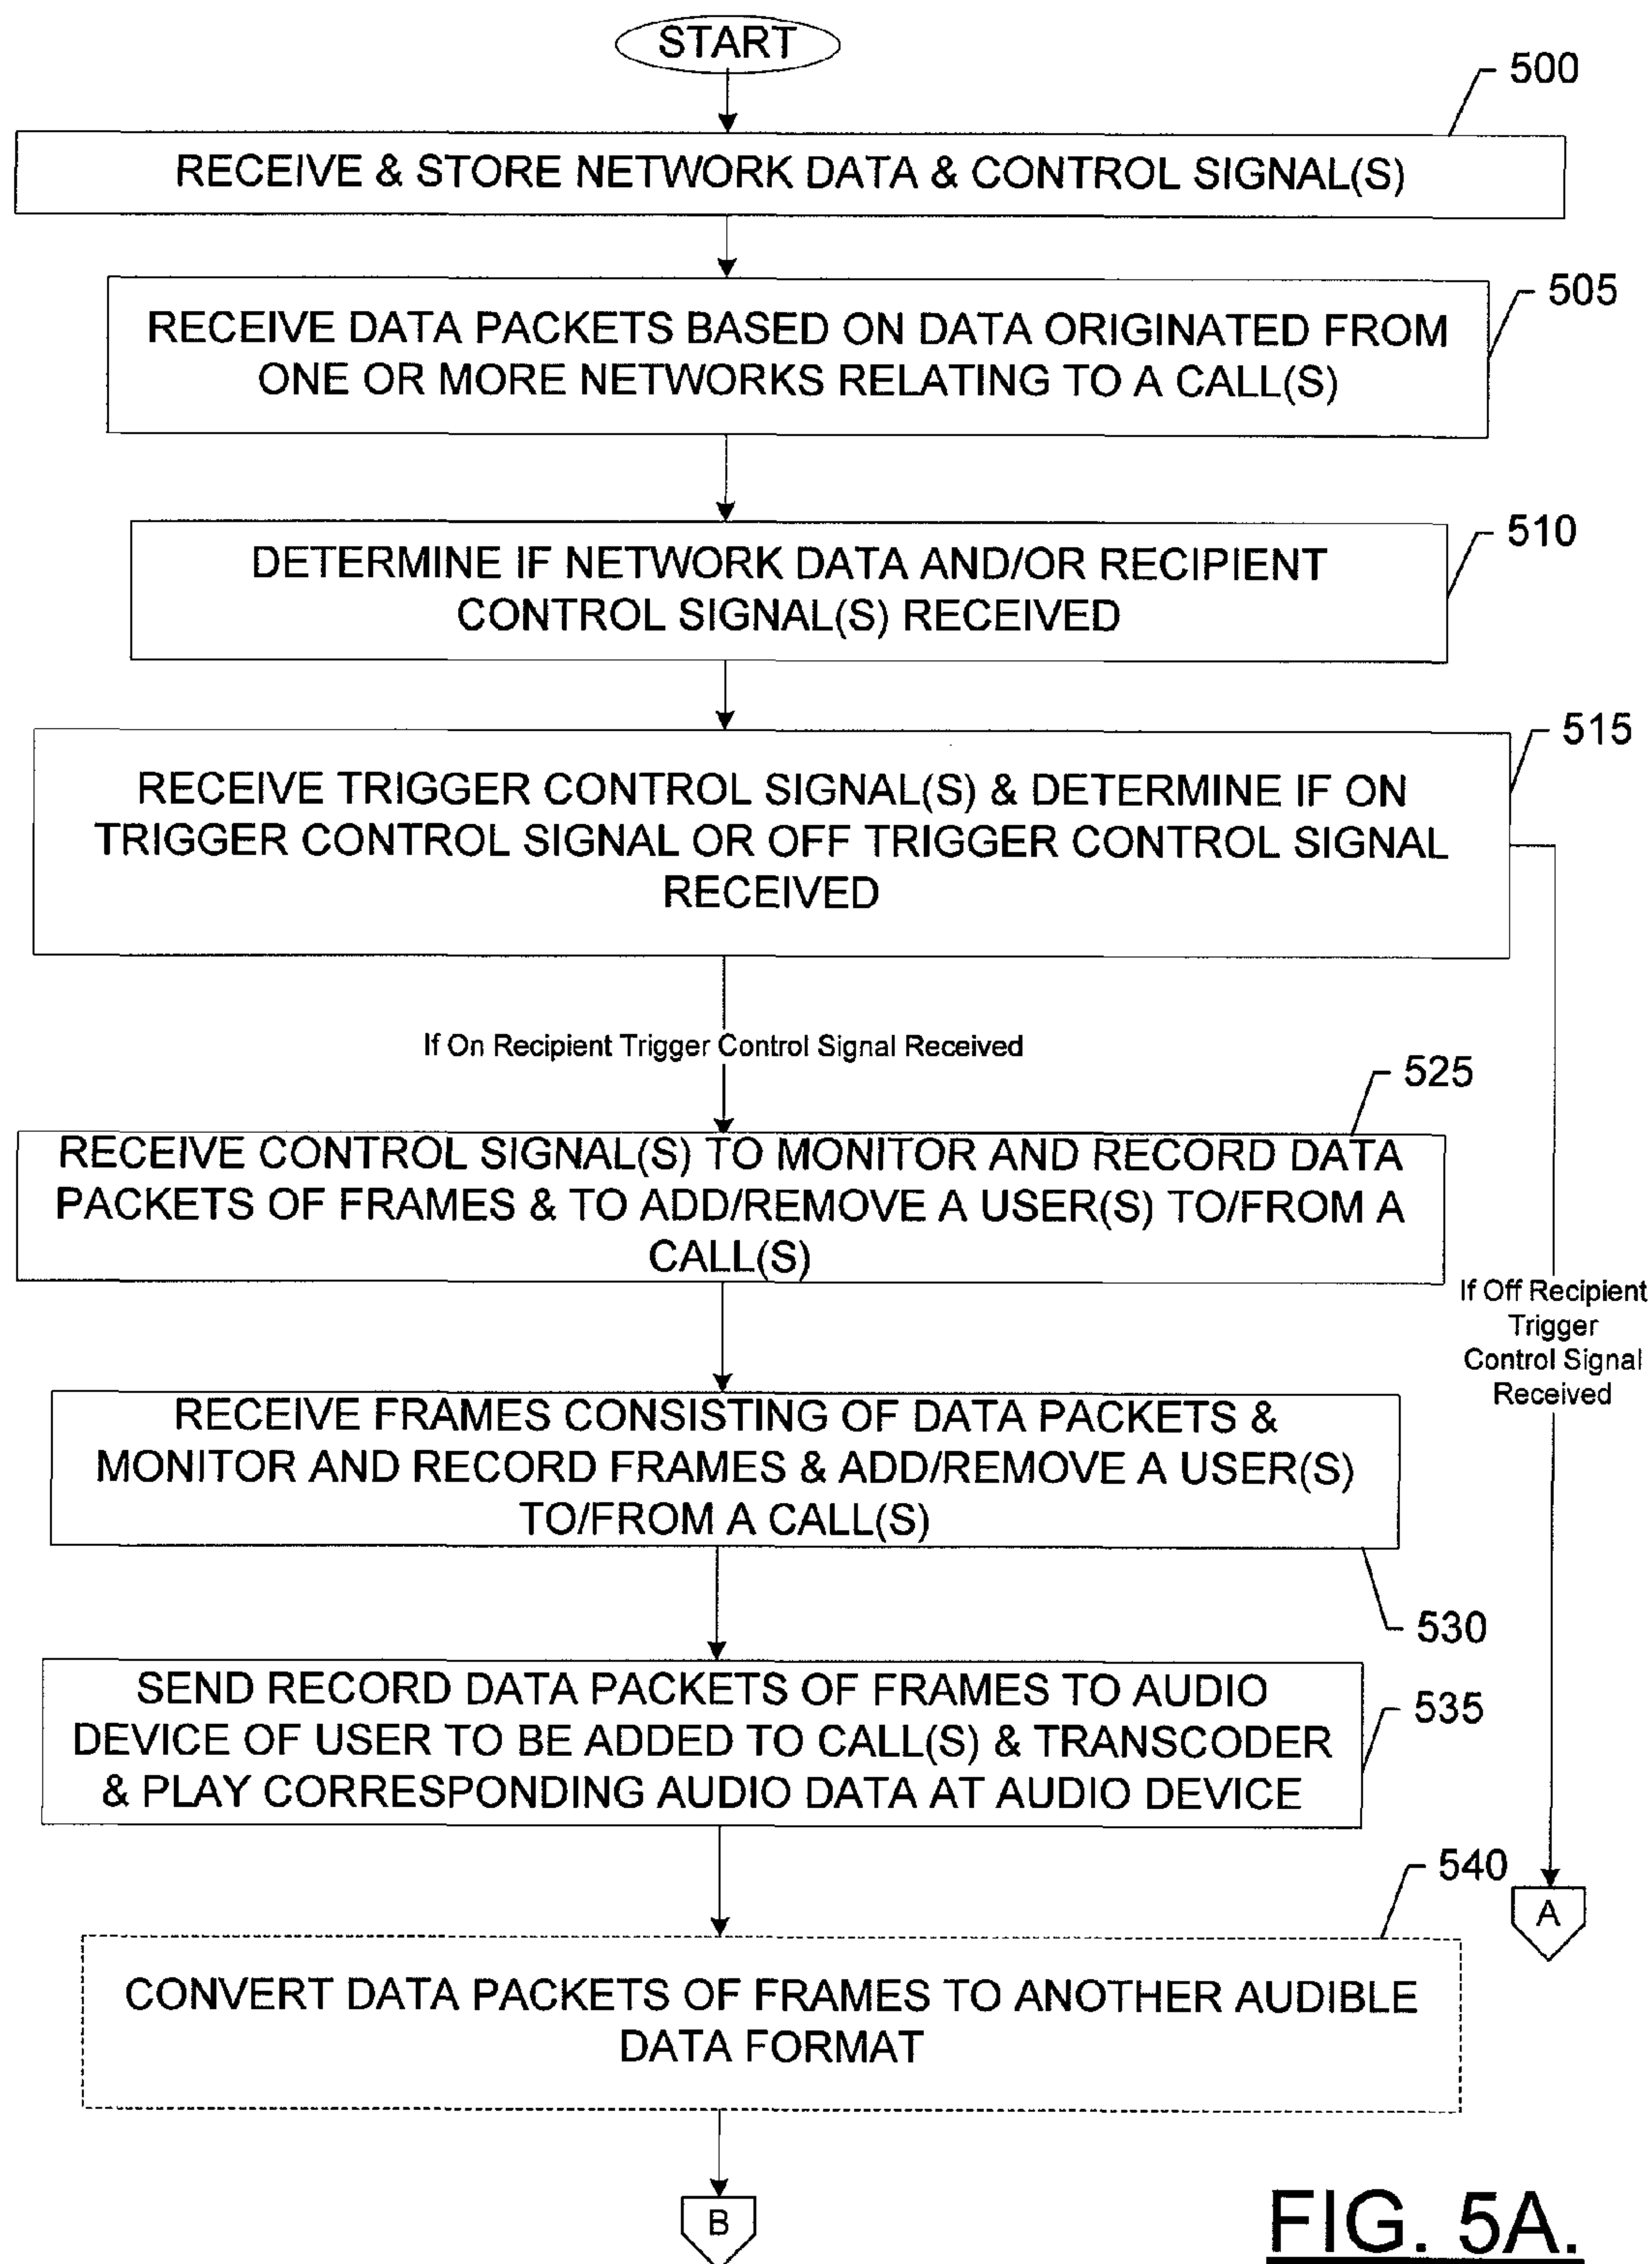 START
500
RECEIVE & STORE NETWORK DATA & CONTROL SIGNAL(S)
505
RECEIVE DATA PACKETS BASED ON DATA ORIGINATED FROM
ONE OR MORE NETWORKS RELATING TO A CALL(S)
510
DETERMINE IF NETWORK DATA AND/OR RECIPIENT
CONTROL SIGNAL(S) RECEIVED
515
RECEIVE TRIGGER CONTROL SIGNAL(S) & DETERMINE IF ON
TRIGGER CONTROL SIGNAL OR OFF TRIGGER CONTROL SIGNAL
RECEIVED
If On Recipient Trigger Control Signal Received
525
RECEIVE CONTROL SIGNAL(S) TO MONITOR AND RECORD DATA
PACKETS OF FRAMES & TO ADD/REMOVE A USER(S) TO/FROM A
CALL(S)
If Off Recipient
Trigger
Control Signal
Received
RECEIVE FRAMES CONSISTING OF DATA PACKETS &
MONITOR AND RECORD FRAMES & ADD/REMOVE A USER(S)
TO/FROM A CALL(S)
530
SEND RECORD DATA PACKETS OF FRAMES TO AUDIO
DEVICE OF USER TO BE ADDED TO CALL(S) & TRANSCODER
& PLAY CORRESPONDING AUDIO DATA AT AUDIO DEVICE
535
540
A
CONVERT DATA PACKETS OF FRAMES TO ANOTHER AUDIBLE
DATA FORMAT
B
FIG. 5A.